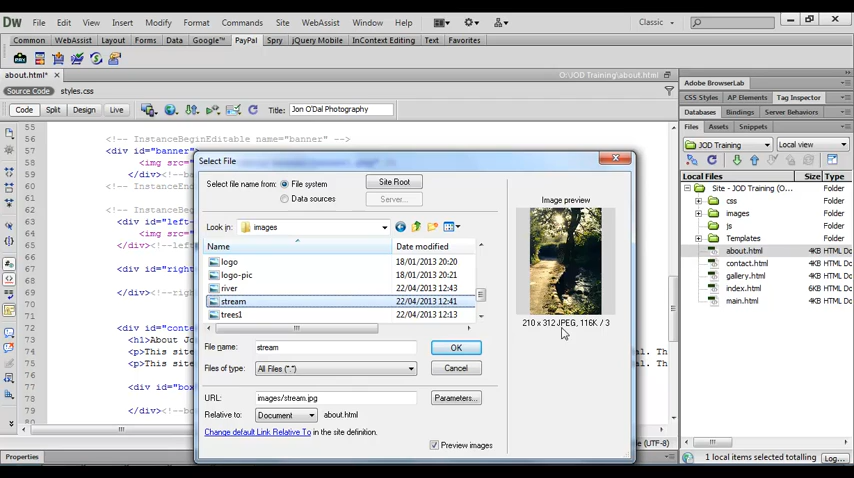 Dw File Edit View Insert Modify Format Commands Site WebAssist Window Help Classic
Common WebAssist Layout Forms Data Google™ PayPal Spry jQuery Mobile InContext Editing Text Favorites
about.html* × O:\JOD Training\about.html
Source Code styles.css
Code Split Design Live Title: Jon O'Dal Photography
Adobe BrowserLab
CSS Styles AP Elements Tag Inspector
Databases Bindings Server Behaviors
Files Assets Snippets
JOD Training Local view
Local Files Size Type
Site - JOD Training (O... Folder
css Folder
images Folder
js Folder
Templates Folder
about.html 4KB HTML Do
contact.html 4KB HTML Do
gallery.html 4KB HTML Do
index.html 4KB HTML Do
main.html 4KB HTML Do
1 local items selected totalling Log...
55
56 <!-- InstanceBeginEditable name="banner" -->
57 <div id="banner"
58 <img src="
59 </div><!--b
60 <!-- InstanceEn
61
62 <!-- InstanceBe
63 <div id="left-
64 <img src="
65 </div><!--l
66
67 <div id="right
68
69 </div><!--r
70
71
72 <div id="conte
73 <h1>About Jo
74 <p>This sit
75 <p>This sit
76
77 <div id="box
78
79 </div><!--bo
Select File
Select file name from: File system Site Root
Data sources Server...
Look in: images
Name Date modified
logo 18/01/2013 20:20
logo-pic 18/01/2013 20:21
river 22/04/2013 12:43
stream 22/04/2013 12:41
trees1 22/04/2013 12:13
File name: stream OK
Files of type: All Files (*.*) Cancel
URL: images/stream.jpg Parameters...
Relative to: Document about.html
Change default Link Relative To in the site definition.
Preview images
Image preview
210 x 312 JPEG, 116K / 3
Properties